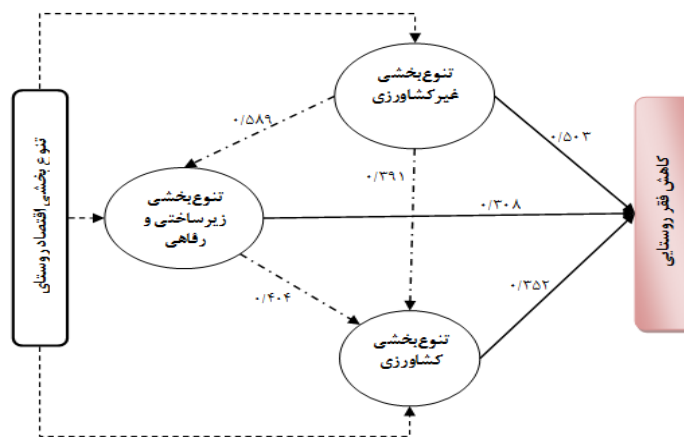 تنوع بخشی اقتصاد روستای
تنوع‌بخشی
غیرکشاورزی
۰/۵۸۹
۰/۵۰۳
۰/۳۹۱
تنوع‌بخشی
زیرساختی و
رفاهی
۰/۳۰۸
۰/۴۰۴
۰/۳۵۲
تنوع‌بخشی
کشاورزی
کاهش فقر روستایی